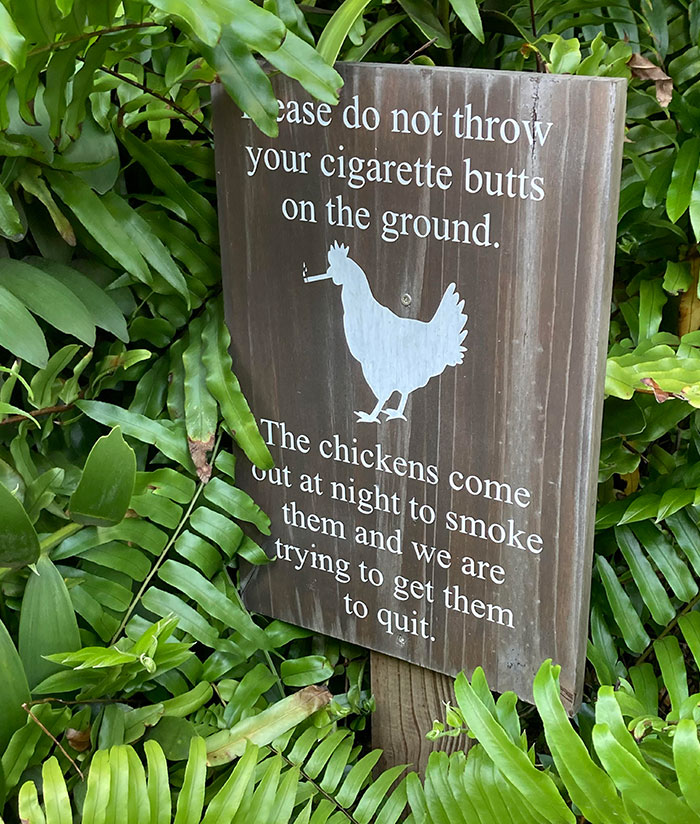 Please do not throw
your cigarette butts
on the ground.
The chickens come
out at night to smoke
them and we are
trying to get them
to quit.